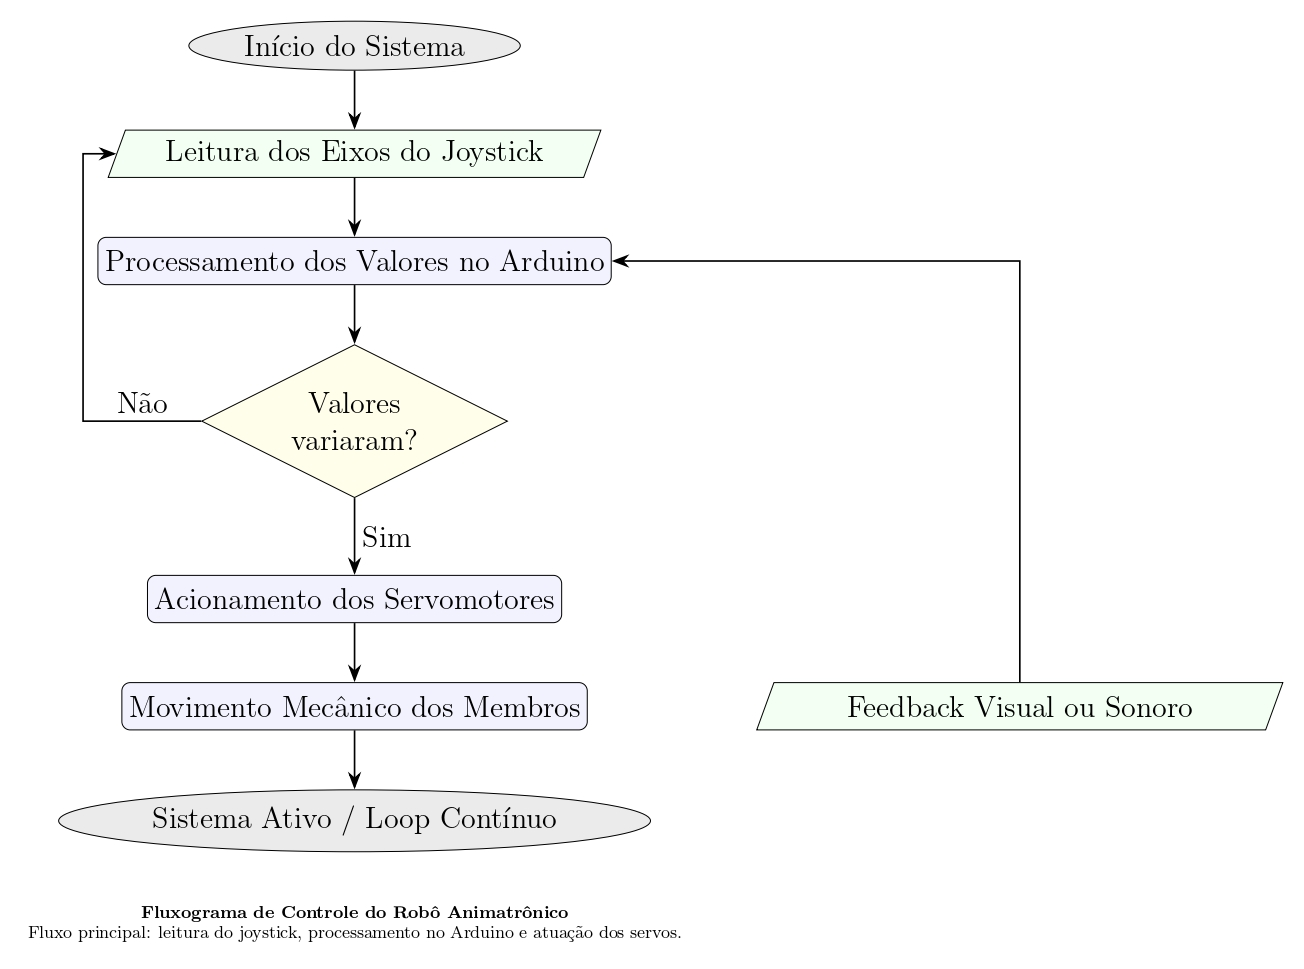 Início do Sistema
Leitura dos Eixos do Joystick
Processamento dos Valores no Arduino
Valores
variaram?
Não
Sim
Acionamento dos Servomotores
Movimento Mecânico dos Membros
Feedback Visual ou Sonoro
Sistema Ativo / Loop Contínuo
Fluxograma de Controle do Robô Animatrônico
Fluxo principal: leitura do joystick, processamento no Arduino e atuação dos servos.